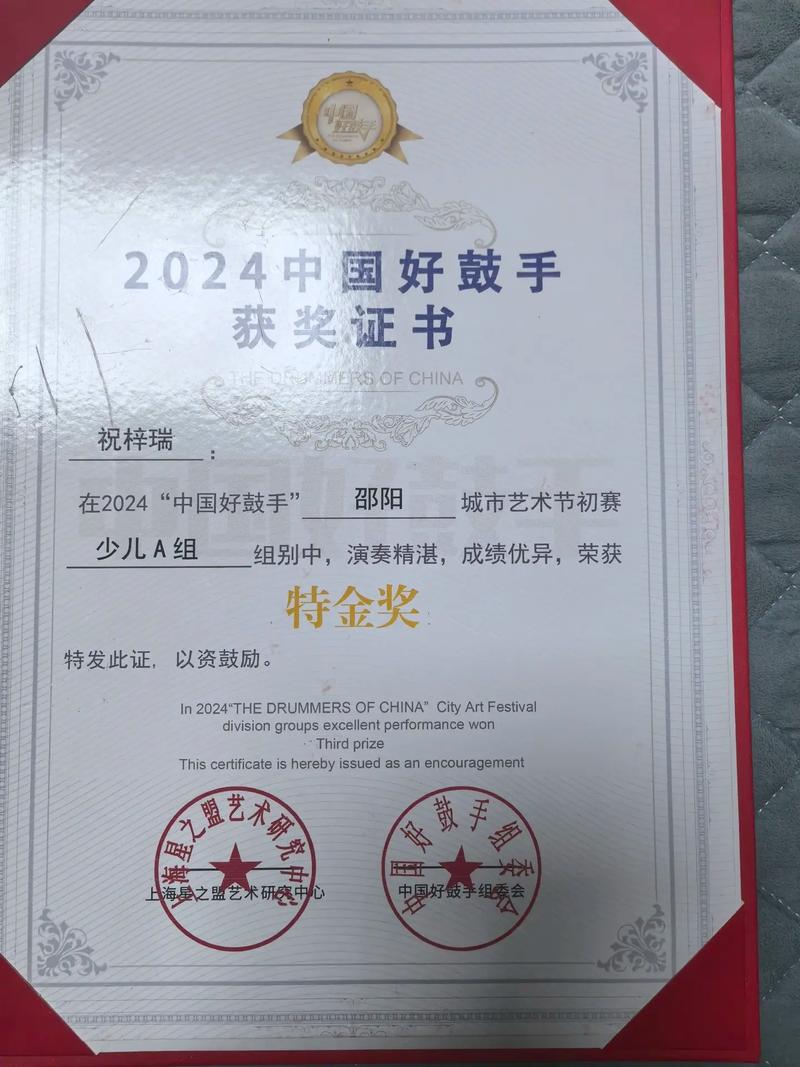 中国
好鼓手
2024中国好鼓手
获奖证书
THE DRUMMERS OF CHINA
祝梓瑞：
中国好鼓手
在2024“中国好鼓手” 邵阳 城市艺术节初赛
少儿A组 组别中，演奏精湛，成绩优异，荣获
特金奖
特发此证，以资鼓励。
In 2024“THE DRUMMERS OF CHINA” City Art Festival
division groups excellent performance won
Third prize
This certificate is hereby issued as an encouragement
上海星之盟艺术研究中心
上海星之盟艺术研究中心
中国好鼓手组委会
中国好鼓手组委会